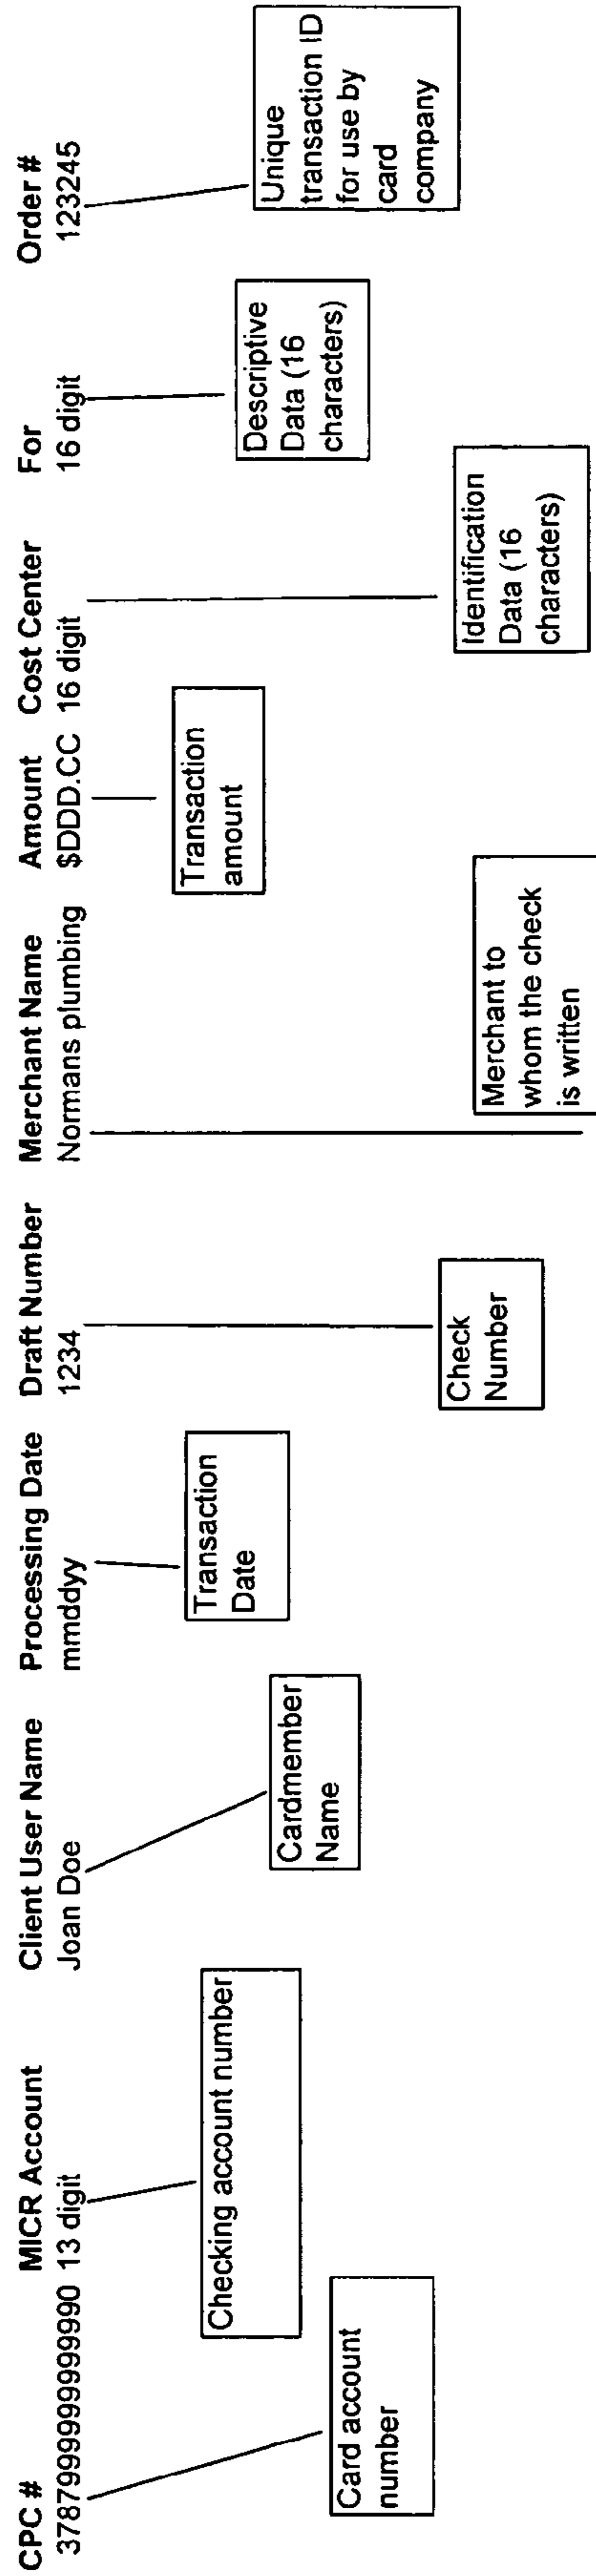 CPC # MICR Account Client User Name Processing Date Draft Number Merchant Name Amount Cost Center For Order #
3787999999999990 13 digit Joan Doe mmddyy 1234 Normans plumbing $DDD.CC 16 digit 16 digit 123245
Card account
number
Checking account number
Cardmember
Name
Transaction
Date
Check
Number
Merchant to
whom the check
is written
Transaction
amount
Identification
Data (16
characters)
Descriptive
Data (16
characters)
Unique
transaction ID
for use by
card
company